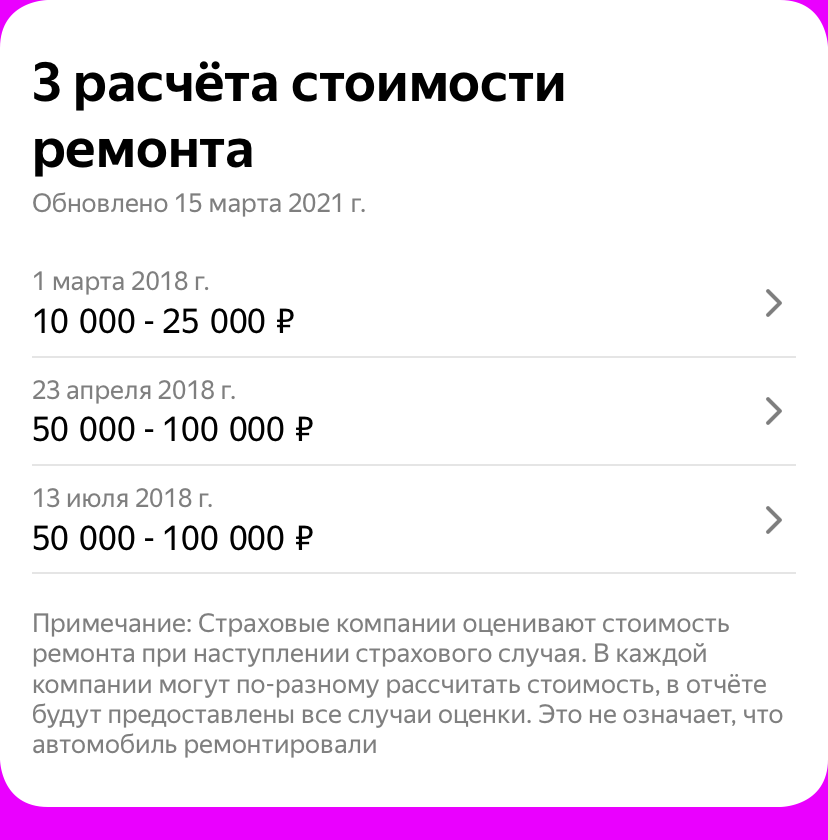 3 расчёта стоимости
ремонта
Обновлено 15 марта 2021 г.
1 марта 2018 г.
10 000 - 25 000 ₽
23 апреля 2018 г.
50 000 - 100 000 ₽
13 июля 2018 г.
50 000 - 100 000 ₽
Примечание: Страховые компании оценивают стоимость
ремонта при наступлении страхового случая. В каждой
компании могут по-разному рассчитать стоимость, в отчёте
будут предоставлены все случаи оценки. Это не означает, что
автомобиль ремонтировали